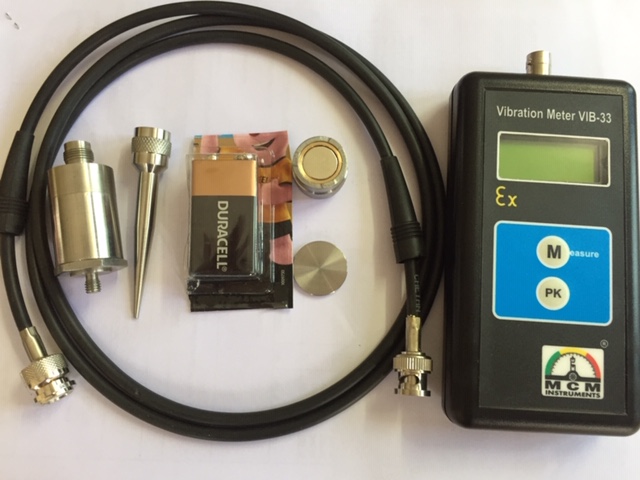 Vibration Meter VIB-33
Ex
M easure
PK
®
MCM
INSTRUMENTS
DURACELL